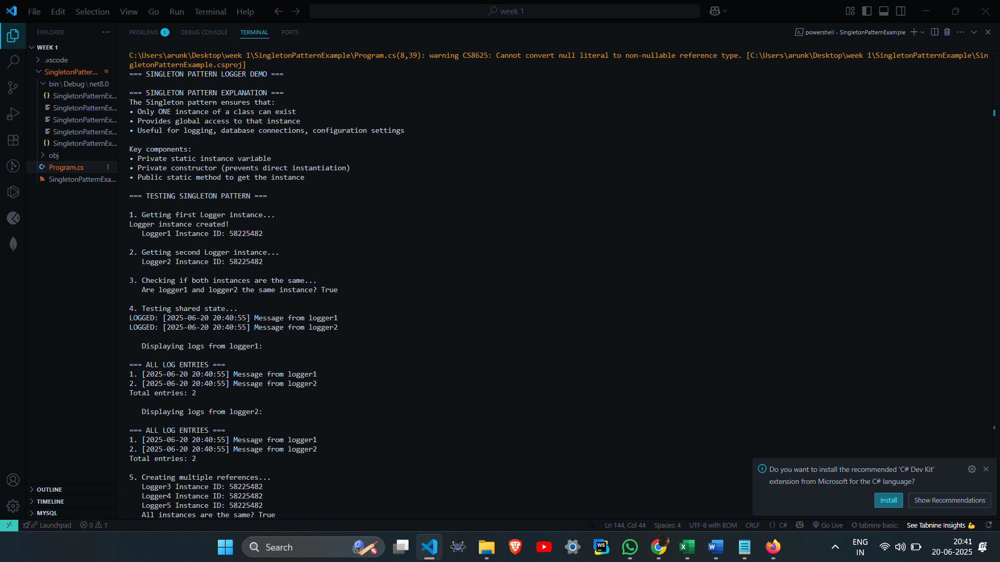 File Edit Selection View Go Run Terminal Help
week 1
EXPLORER
WEEK 1
.vscode
SingletonPatter...
bin\Debug\net8.0
SingletonPatternEx...
SingletonPatternEx...
SingletonPatternEx...
SingletonPatternEx...
SingletonPatternEx...
obj
Program.cs 1
SingletonPatternExa...
OUTLINE
TIMELINE
MYSQL
PROBLEMS 1 DEBUG CONSOLE TERMINAL PORTS
powershell - SingletonPatternExample
C:\Users\arunk\Desktop\week 1\SingletonPatternExample\Program.cs(8,39): warning CS8625: Cannot convert null literal to non-nullable reference type. [C:\Users\arunk\Desktop\week 1\SingletonPatternExample\Sin
gletonPatternExample.csproj]
=== SINGLETON PATTERN LOGGER DEMO ===
=== SINGLETON PATTERN EXPLANATION ===
The Singleton pattern ensures that:
• Only ONE instance of a class can exist
• Provides global access to that instance
• Useful for logging, database connections, configuration settings
Key components:
• Private static instance variable
• Private constructor (prevents direct instantiation)
• Public static method to get the instance
=== TESTING SINGLETON PATTERN ===
1. Getting first Logger instance...
Logger instance created!
Logger1 Instance ID: 58225482
2. Getting second Logger instance...
Logger2 Instance ID: 58225482
3. Checking if both instances are the same...
Are logger1 and logger2 the same instance? True
4. Testing shared state...
LOGGED: [2025-06-20 20:40:55] Message from logger1
LOGGED: [2025-06-20 20:40:55] Message from logger2
Displaying logs from logger1:
=== ALL LOG ENTRIES ===
1. [2025-06-20 20:40:55] Message from logger1
2. [2025-06-20 20:40:55] Message from logger2
Total entries: 2
Displaying logs from logger2:
=== ALL LOG ENTRIES ===
1. [2025-06-20 20:40:55] Message from logger1
2. [2025-06-20 20:40:55] Message from logger2
Total entries: 2
5. Creating multiple references...
Logger3 Instance ID: 58225482
Logger4 Instance ID: 58225482
Logger5 Instance ID: 58225482
All instances are the same? True
Do you want to install the recommended 'C# Dev Kit'
extension from Microsoft for the C# language?
Install Show Recommendations
Launchpad 0 1
Ln 144, Col 44 Spaces: 4 UTF-8 with BOM CRLF {} C# Go Live tabnine basic: See Tabnine Insights
Search
WS
ENG
IN
20:41
20-06-2025